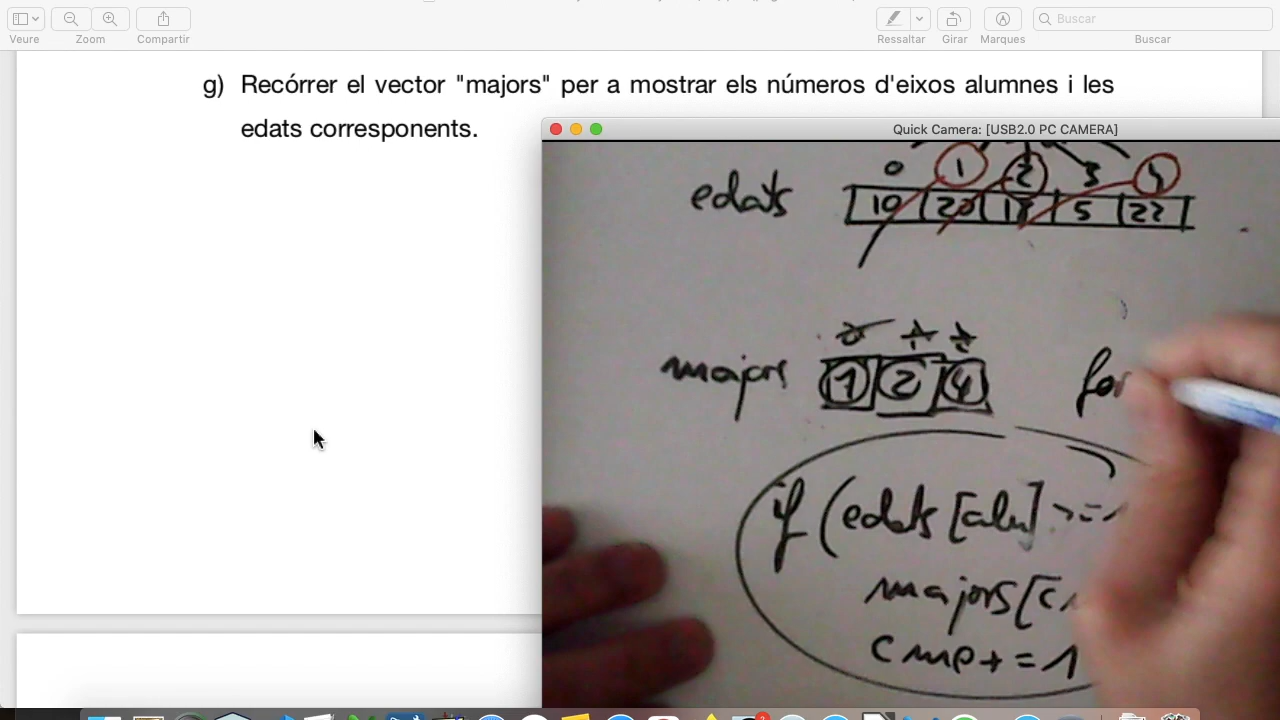 Veure
Zoom
Compartir
Ressaltar
Girar
Marques
Buscar
Buscar
g) Recórrer el vector "majors" per a mostrar els números d'eixos alumnes i les
edats corresponents.
Quick Camera: [USB2.0 PC CAMERA]
0 1 2 3 4
edats 10 20 18 5 22
majors 1 2 4 for
if (edats[alu] >=
majors[c
cmp+=1